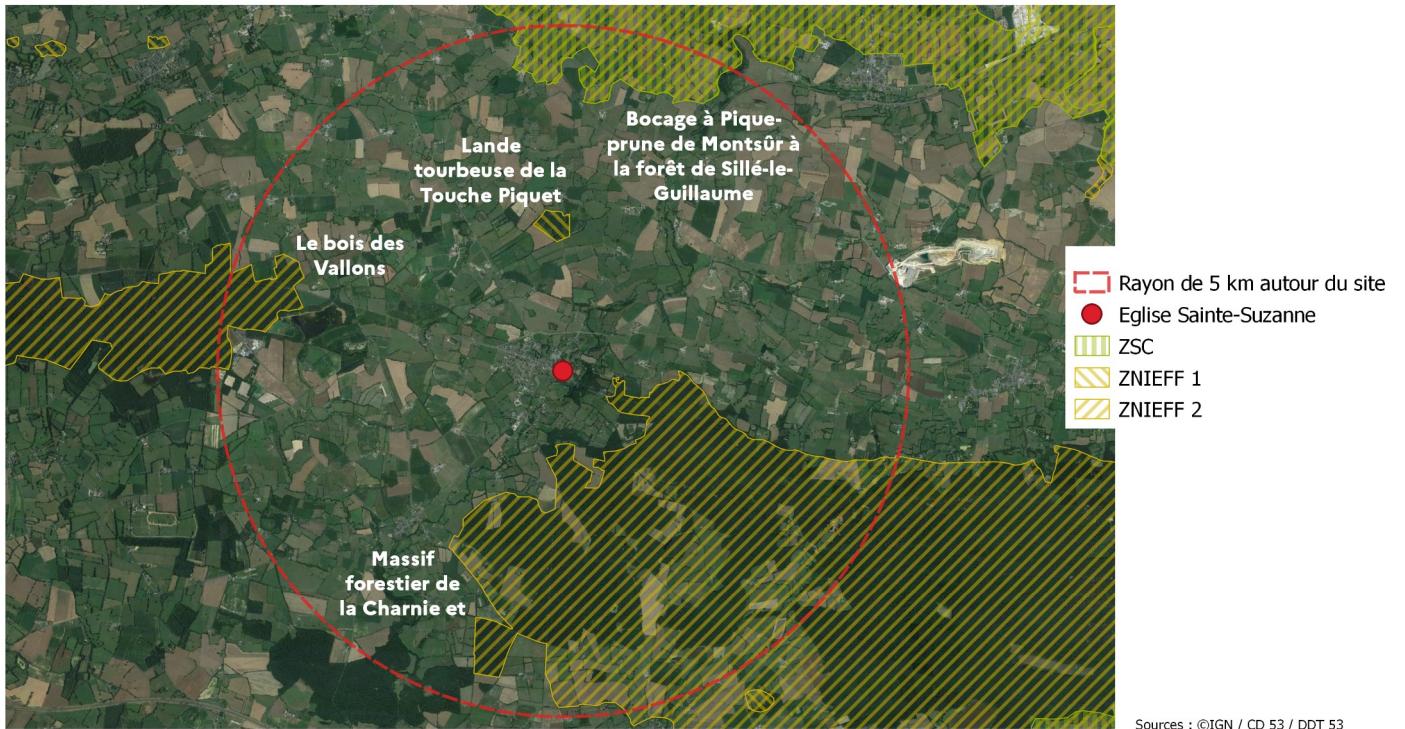 Bocage à Pique-
prune de Montsûr à
la forêt de Sillé-le-
Guillaume
Lande
tourbeuse de la
Touche Piquet
Le bois des
Vallons
Massif
forestier de
la Charnie et
Rayon de 5 km autour du site
Eglise Sainte-Suzanne
ZSC
ZNIEFF 1
ZNIEFF 2
Sources : ©IGN / CD 53 / DDT 53